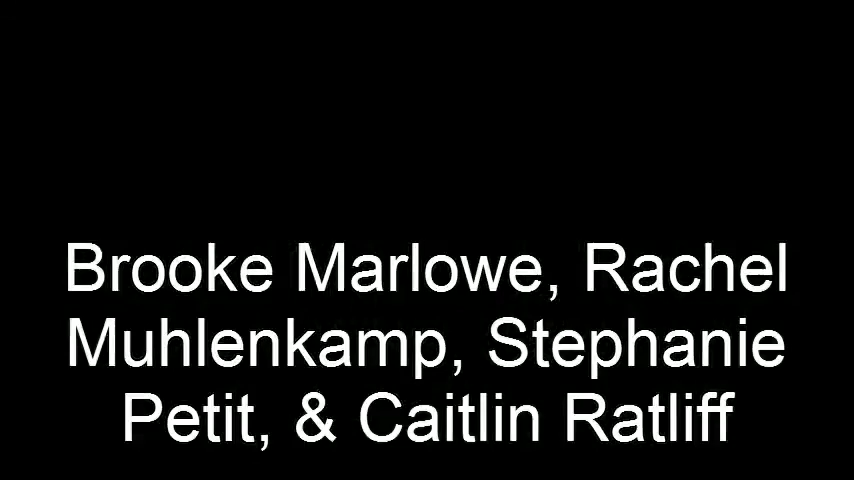 Brooke Marlowe, Rachel
Muhlenkamp, Stephanie
Petit, & Caitlin Ratliff